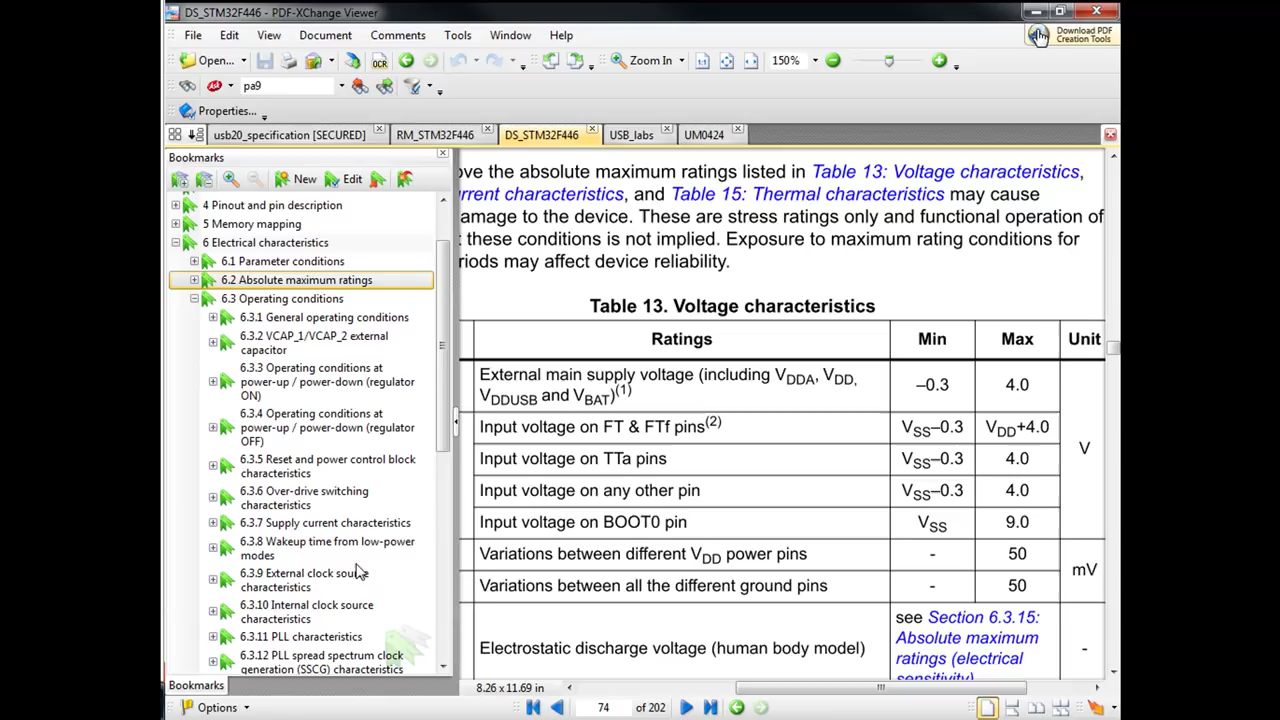 DS_STM32F446 - PDF-XChange Viewer
File Edit View Document Comments Tools Window Help
Download PDF
Creation Tools
Open... OCR Zoom In 150%
pa9
Properties...
usb20_specification [SECURED] RM_STM32F446 DS_STM32F446 USB_labs UM0424
Bookmarks
New Edit
4 Pinout and pin description
5 Memory mapping
6 Electrical characteristics
6.1 Parameter conditions
6.2 Absolute maximum ratings
6.3 Operating conditions
6.3.1 General operating conditions
6.3.2 VCAP_1/VCAP_2 external
capacitor
6.3.3 Operating conditions at
power-up / power-down (regulator
ON)
6.3.4 Operating conditions at
power-up / power-down (regulator
OFF)
6.3.5 Reset and power control block
characteristics
6.3.6 Over-drive switching
characteristics
6.3.7 Supply current characteristics
6.3.8 Wakeup time from low-power
modes
6.3.9 External clock source
characteristics
6.3.10 Internal clock source
characteristics
6.3.11 PLL characteristics
6.3.12 PLL spread spectrum clock
generation (SSCG) characteristics
Bookmarks
ove the absolute maximum ratings listed in Table 13: Voltage characteristics,
urrent characteristics, and Table 15: Thermal characteristics may cause
amage to the device. These are stress ratings only and functional operation of
t these conditions is not implied. Exposure to maximum rating conditions for
riods may affect device reliability.
Table 13. Voltage characteristics
Ratings Min Max Unit
External main supply voltage (including VDDA, VDD,
VDDUSB and VBAT)(1) –0.3 4.0
Input voltage on FT & FTf pins(2) VSS–0.3 VDD+4.0
V
Input voltage on TTa pins VSS–0.3 4.0
Input voltage on any other pin VSS–0.3 4.0
Input voltage on BOOT0 pin VSS 9.0
Variations between different VDD power pins - 50
mV
Variations between all the different ground pins - 50
Electrostatic discharge voltage (human body model) -
see Section 6.3.15:
Absolute maximum
ratings (electrical
sensitivity)
8.26 x 11.69 in
Options 74 of 202